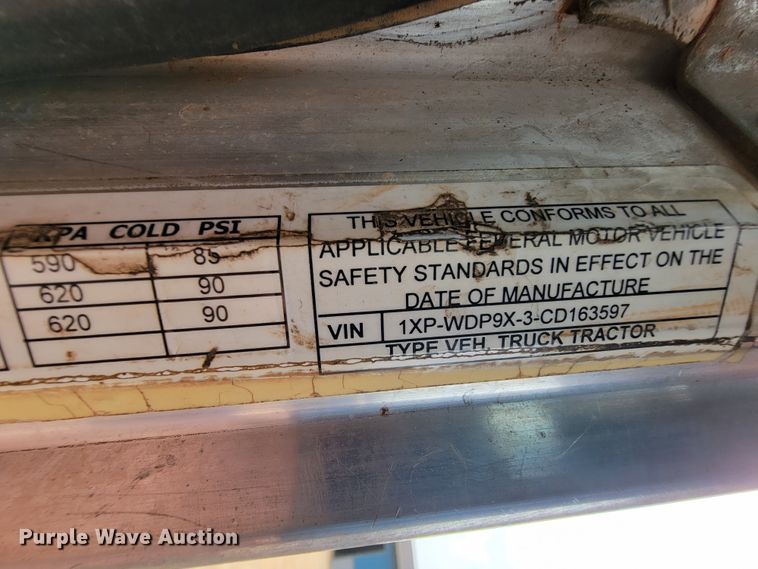 KPA COLD PSI
590 85
620 90
620 90
THIS VEHICLE CONFORMS TO ALL
APPLICABLE FEDERAL MOTOR VEHICLE
SAFETY STANDARDS IN EFFECT ON THE
DATE OF MANUFACTURE
VIN 1XP-WDP9X-3-CD163597
TYPE VEH. TRUCK TRACTOR
Purple Wave Auction